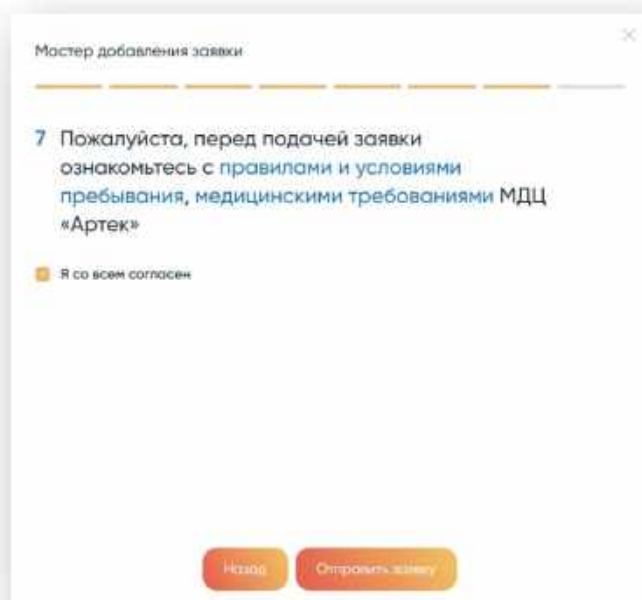 Мастер добавления заявки
7 Пожалуйста, перед подачей заявки
ознакомьтесь с правилами и условиями
пребывания, медицинскими требованиями МДЦ
«Артек»
Я со всем согласен
Назад Отправить заявку